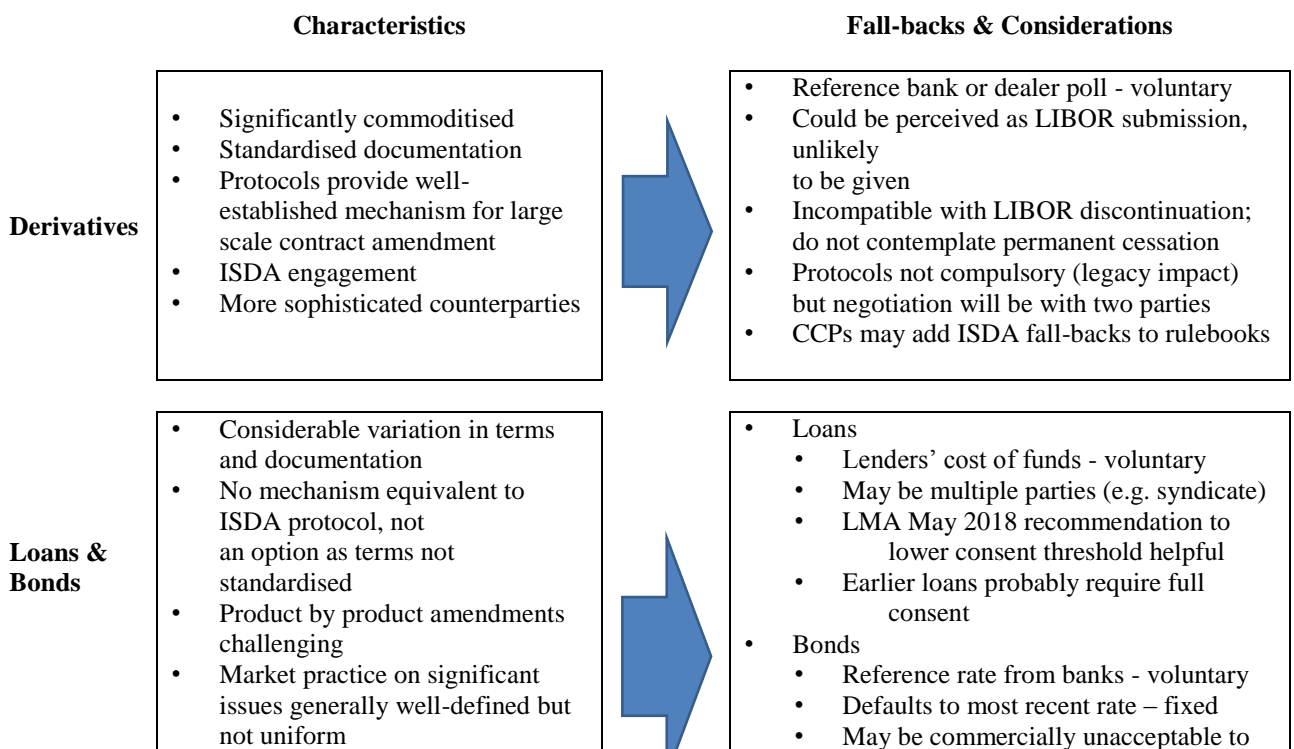 Characteristics
Fall-backs & Considerations
Derivatives
• Significantly commoditised
• Standardised documentation
• Protocols provide well-
established mechanism for large
scale contract amendment
• ISDA engagement
• More sophisticated counterparties
• Reference bank or dealer poll - voluntary
• Could be perceived as LIBOR submission,
unlikely
to be given
• Incompatible with LIBOR discontinuation;
do not contemplate permanent cessation
• Protocols not compulsory (legacy impact)
but negotiation will be with two parties
• CCPs may add ISDA fall-backs to rulebooks
Loans &
Bonds
• Considerable variation in terms
and documentation
• No mechanism equivalent to
ISDA protocol, not
an option as terms not
standardised
• Product by product amendments
challenging
• Market practice on significant
issues generally well-defined but
not uniform
• Loans
• Lenders’ cost of funds - voluntary
• May be multiple parties (e.g. syndicate)
• LMA May 2018 recommendation to
lower consent threshold helpful
• Earlier loans probably require full
consent
• Bonds
• Reference rate from banks - voluntary
• Defaults to most recent rate – fixed
• May be commercially unacceptable to